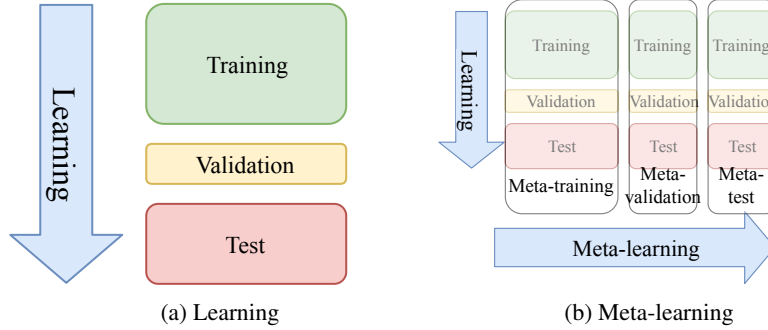 Learning
Training
Validation
Test
(a) Learning
Learning
Training
Validation
Test
Meta-training
Training
Validation
Test
Meta-
validation
Training
Validation
Test
Meta-
test
Meta-learning
(b) Meta-learning